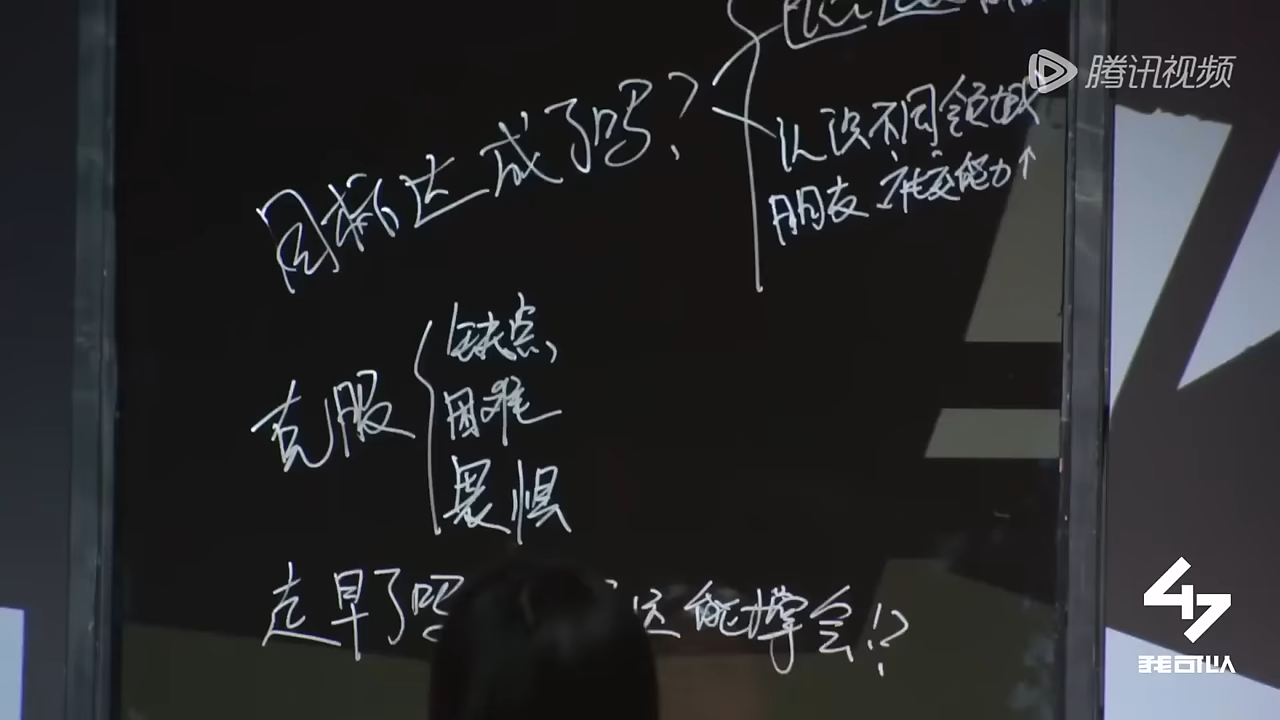 腾讯视频
目标达成了吗?
认识不同领域
朋友、社交能力↑
克服
缺点,
困难
畏惧
走早了吗
还能撑会!?
47
我可以